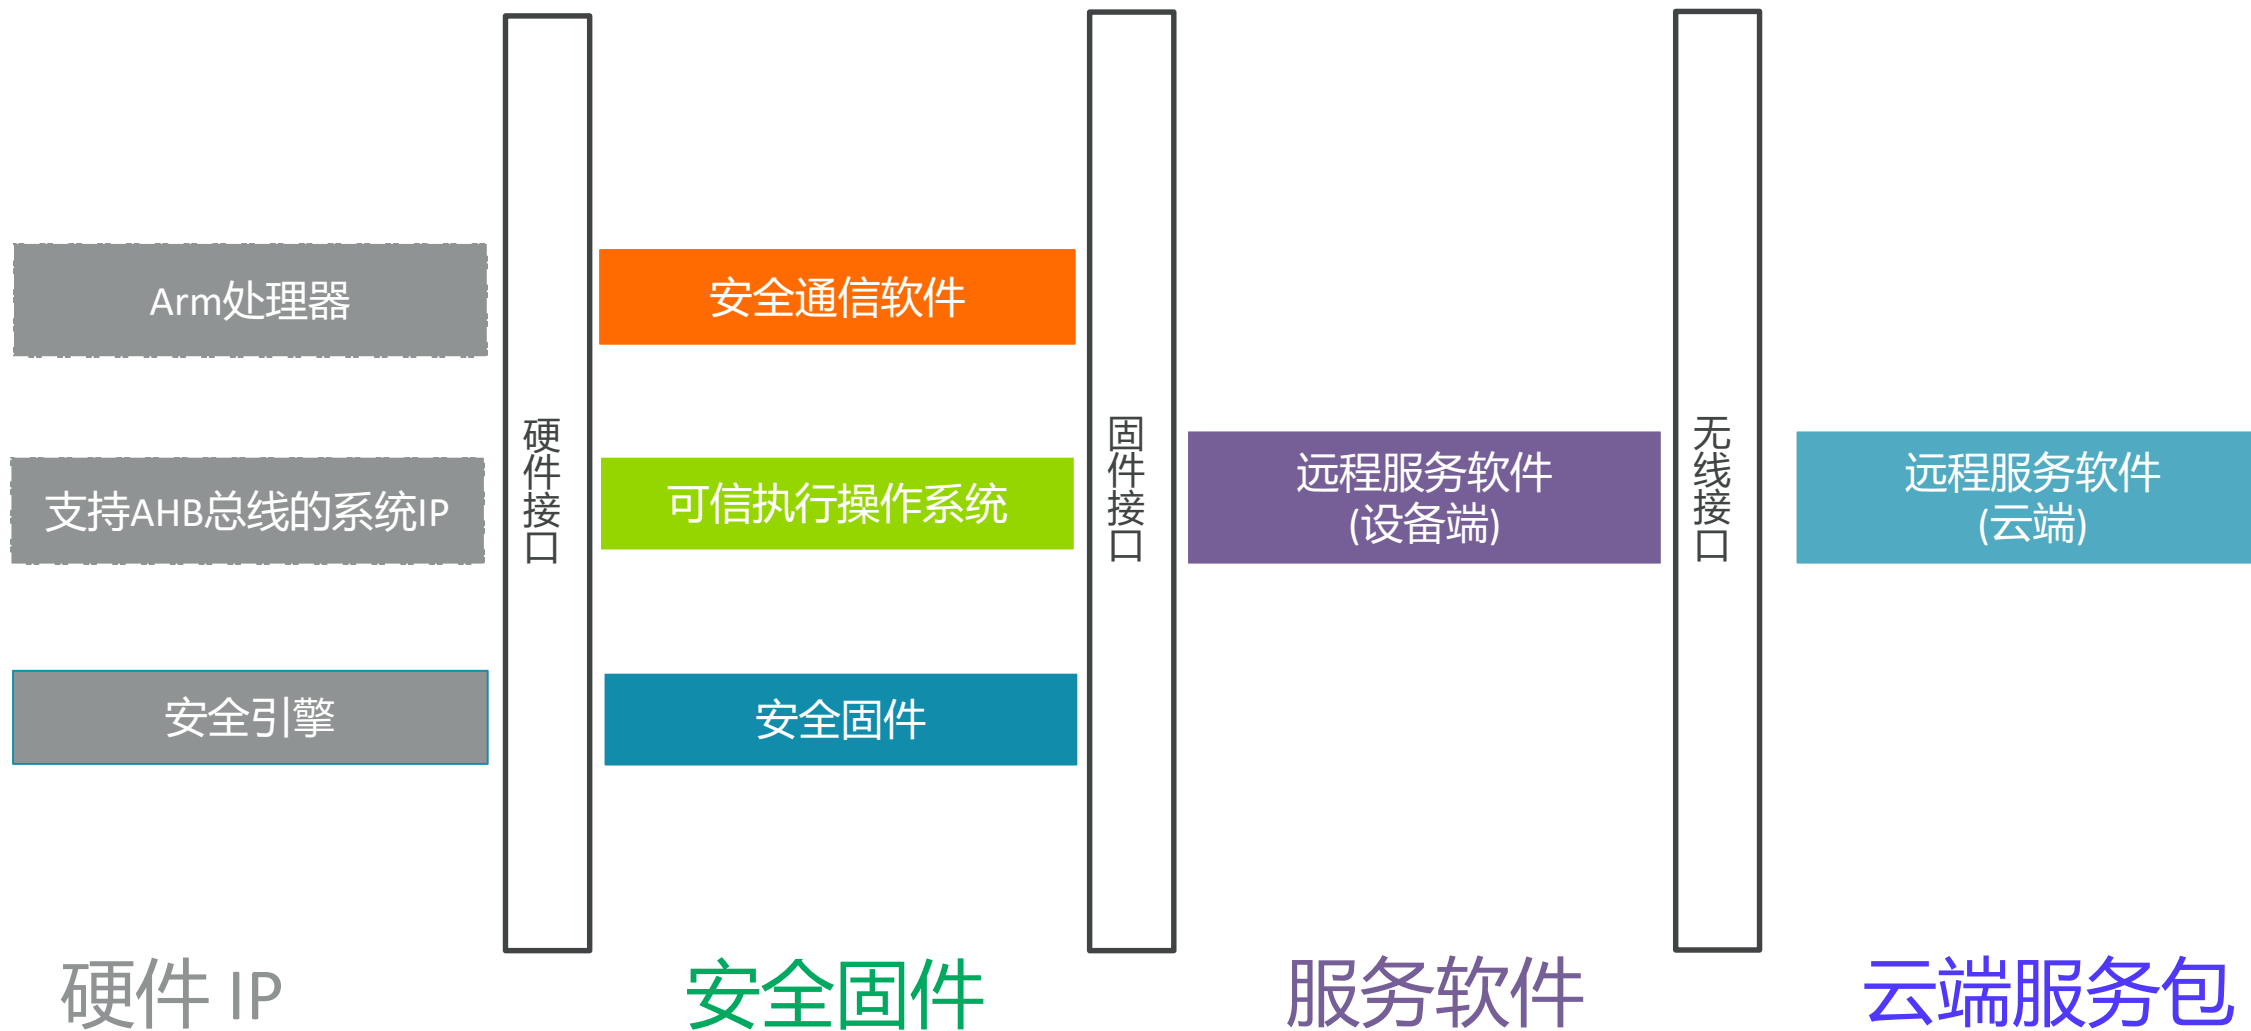 Arm处理器
支持AHB总线的系统IP
安全引擎
硬件 IP
硬件接口
安全通信软件
可信执行操作系统
安全固件
安全固件
固件接口
远程服务软件
(设备端)
服务软件
无线接口
远程服务软件
(云端)
云端服务包